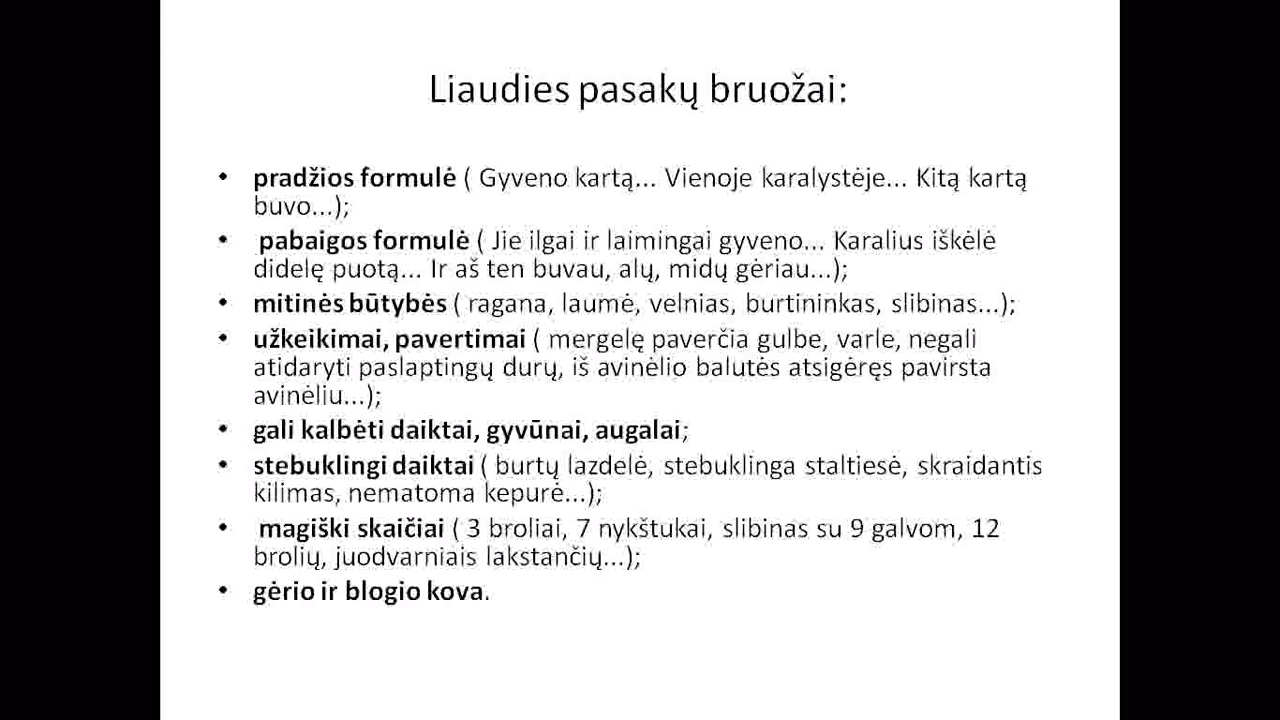 Liaudies pasakų bruožai:
• pradžios formulė ( Gyveno kartą... Vienoje karalystėje... Kitą kartą
buvo...);
• pabaigos formulė ( Jie ilgai ir laimingai gyveno... Karalius iškėlė
didelę puotą... Ir aš ten buvau, alų, midų gėriau...);
• mitinės būtybės ( ragana, laumė, velnias, burtininkas, slibinas...);
• užkeikimai, pavertimai ( mergelę paverčia gulbe, varle, negali
atidaryti paslaptingų durų, iš avinėlio balutės atsigėręs pavirsta
avinėliu...);
• gali kalbėti daiktai, gyvūnai, augalai;
• stebuklingi daiktai ( burtų lazdelė, stebuklinga staltiesė, skraidantis
kilimas, nematoma kepurė...);
• magiški skaičiai ( 3 broliai, 7 nykštukai, slibinas su 9 galvom, 12
brolių, juodvarniais lakstančių...);
• gėrio ir blogio kova.